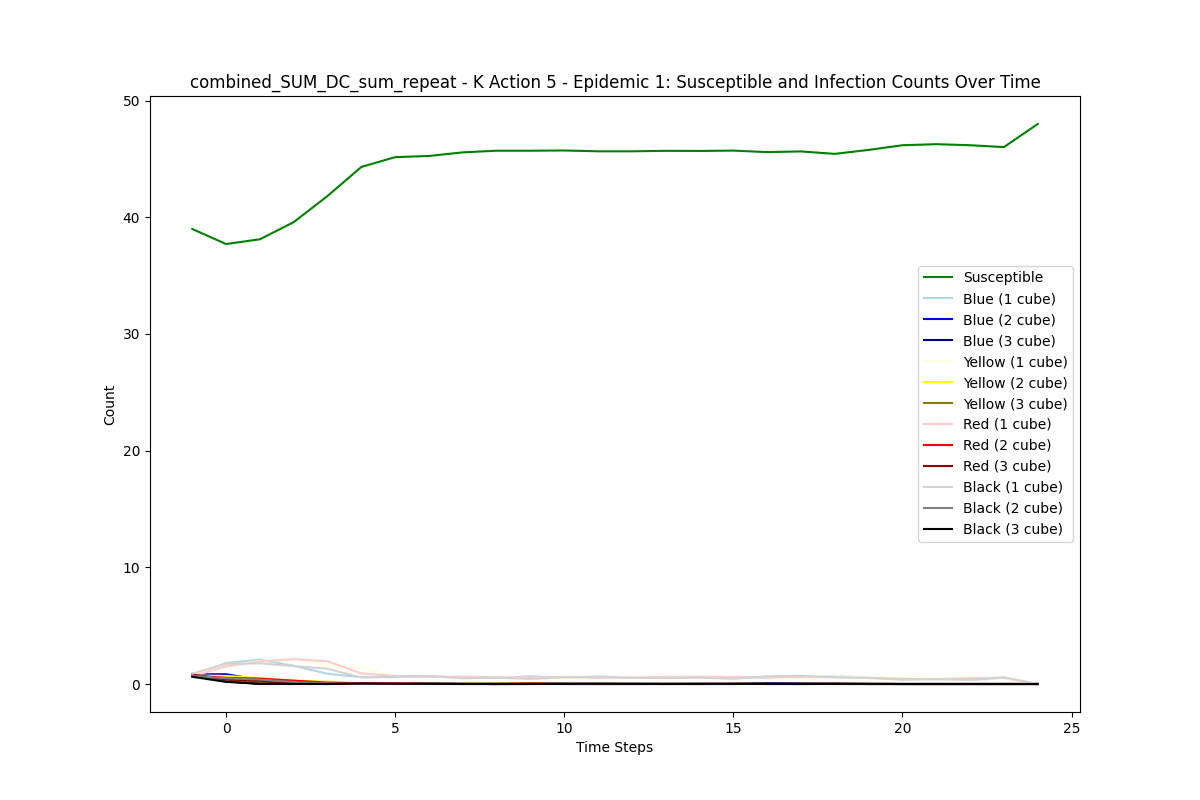 combined_SUM_DC_sum_repeat - K Action 5 - Epidemic 1: Susceptible and Infection Counts Over Time
50
40
30
20
10
0
Count
Susceptible
Blue (1 cube)
Blue (2 cube)
Blue (3 cube)
Yellow (1 cube)
Yellow (2 cube)
Yellow (3 cube)
Red (1 cube)
Red (2 cube)
Red (3 cube)
Black (1 cube)
Black (2 cube)
Black (3 cube)
0 5 10 15 20 25
Time Steps